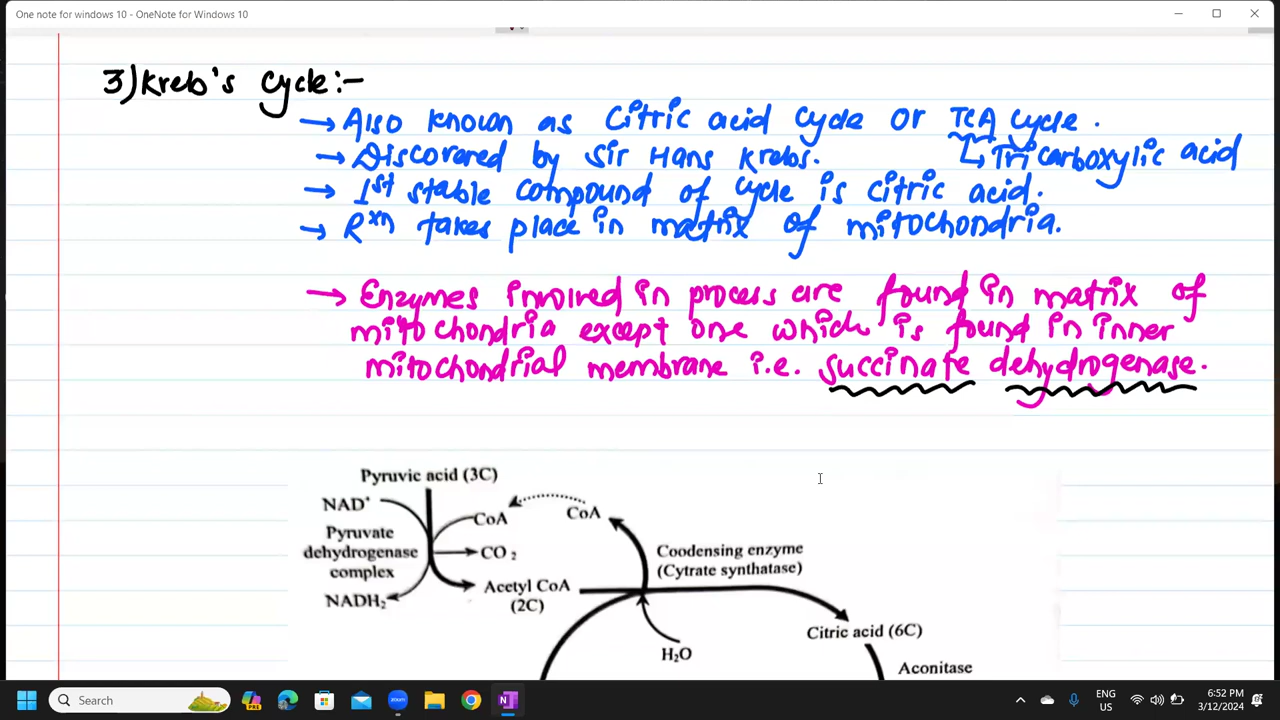 One note for windows 10 - OneNote for Windows 10
3) Kreb's Cycle:-
→ Also known as Citric acid Cycle or TCA Cycle.
→ Discovered by Sir Hans Krebs.
↳ Tricarboxylic acid
→ 1st stable compound of cycle is citric acid.
→ Rxn takes place in matrix of mitochondria.
→ Enzymes involved in process are found in matrix of
mitochondria except one which is found in inner
mitochondrial membrane i.e. succinate dehydrogenase.
Pyruvic acid (3C)
NAD+
CoA
CoA
Pyruvate
dehydrogenase
complex
CO2
Coodensing enzyme
(Cytrate synthatase)
Acetyl CoA
(2C)
NADH2
Citric acid (6C)
H2O
Aconitase
Search
PRE
zoom
N
ENG
US
6:52 PM
3/12/2024